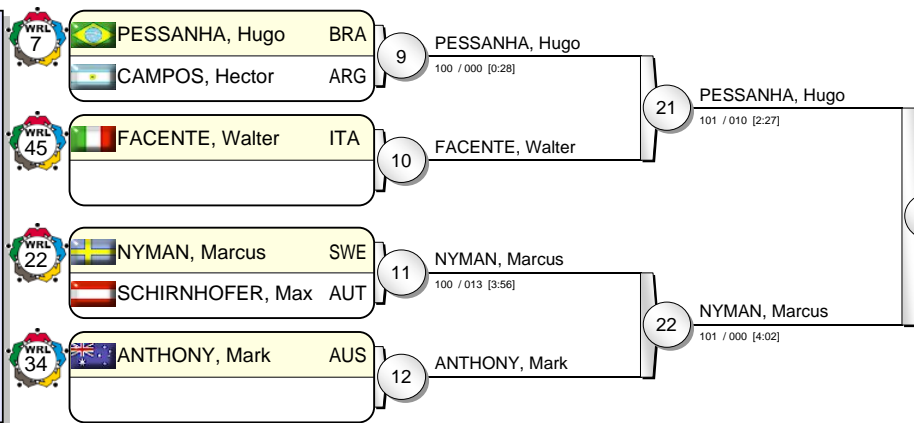 WRL
7
PESSANHA, Hugo BRA
CAMPOS, Hector ARG
9
PESSANHA, Hugo
100 / 000 [0:28]
21
PESSANHA, Hugo
101 / 010 [2:27]
WRL
45
FACENTE, Walter ITA
10
FACENTE, Walter
WRL
22
NYMAN, Marcus SWE
SCHIRNHOFER, Max AUT
11
NYMAN, Marcus
100 / 013 [3:56]
22
NYMAN, Marcus
101 / 000 [4:02]
WRL
34
ANTHONY, Mark AUS
12
ANTHONY, Mark